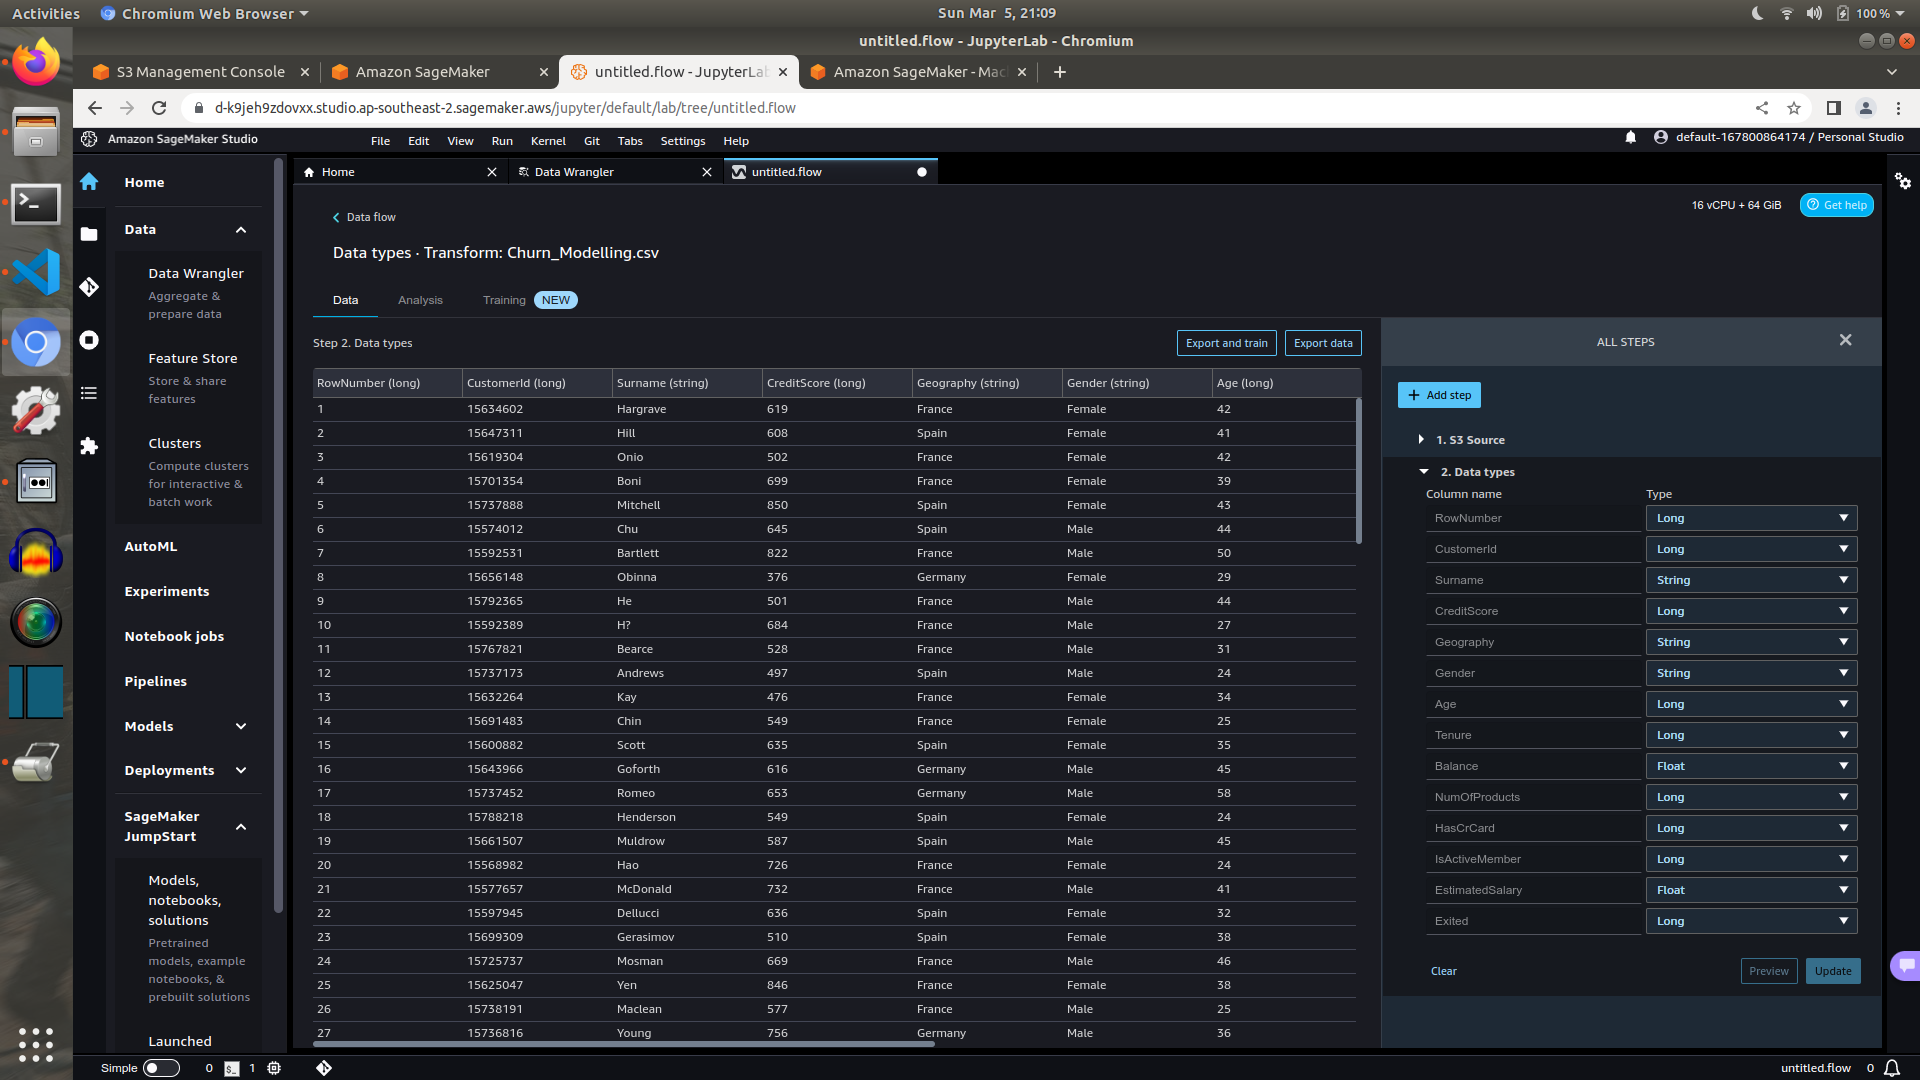 Activities
Chromium Web Browser
Sun Mar 5, 21:09
100 %
untitled.flow - JupyterLab - Chromium
S3 Management Console
Amazon SageMaker
untitled.flow - JupyterLab
Amazon SageMaker - Mac
d-k9jeh9zdovxx.studio.ap-southeast-2.sagemaker.aws/jupyter/default/lab/tree/untitled.flow
Amazon SageMaker Studio
File Edit View Run Kernel Git Tabs Settings Help
default-167800864174 / Personal Studio
Home
Data
Data Wrangler
Aggregate &
prepare data
Feature Store
Store & share
features
Clusters
Compute clusters
for interactive &
batch work
AutoML
Experiments
Notebook jobs
Pipelines
Models
Deployments
SageMaker
JumpStart
Models,
notebooks,
solutions
Pretrained
models, example
notebooks, &
prebuilt solutions
Launched
Home
Data Wrangler
untitled.flow
Data flow
16 vCPU + 64 GiB
Get help
Data types · Transform: Churn_Modelling.csv
Data
Analysis
Training NEW
Step 2. Data types
Export and train
Export data
RowNumber (long) CustomerId (long) Surname (string) CreditScore (long) Geography (string) Gender (string) Age (long)
1 15634602 Hargrave 619 France Female 42
2 15647311 Hill 608 Spain Female 41
3 15619304 Onio 502 France Female 42
4 15701354 Boni 699 France Female 39
5 15737888 Mitchell 850 Spain Female 43
6 15574012 Chu 645 Spain Male 44
7 15592531 Bartlett 822 France Male 50
8 15656148 Obinna 376 Germany Female 29
9 15792365 He 501 France Male 44
10 15592389 H? 684 France Male 27
11 15767821 Bearce 528 France Male 31
12 15737173 Andrews 497 Spain Male 24
13 15632264 Kay 476 France Female 34
14 15691483 Chin 549 France Female 25
15 15600882 Scott 635 Spain Female 35
16 15643966 Goforth 616 Germany Male 45
17 15737452 Romeo 653 Germany Male 58
18 15788218 Henderson 549 Spain Female 24
19 15661507 Muldrow 587 Spain Male 45
20 15568982 Hao 726 France Female 24
21 15577657 McDonald 732 France Male 41
22 15597945 Dellucci 636 Spain Female 32
23 15699309 Gerasimov 510 Spain Female 38
24 15725737 Mosman 669 France Male 46
25 15625047 Yen 846 France Female 38
26 15738191 Maclean 577 France Male 25
27 15736816 Young 756 Germany Male 36
ALL STEPS
Add step
1. S3 Source
2. Data types
Column name Type
RowNumber Long
CustomerId Long
Surname String
CreditScore Long
Geography String
Gender String
Age Long
Tenure Long
Balance Float
NumOfProducts Long
HasCrCard Long
IsActiveMember Long
EstimatedSalary Float
Exited Long
Clear
Preview
Update
Simple
0
1
untitled.flow
0